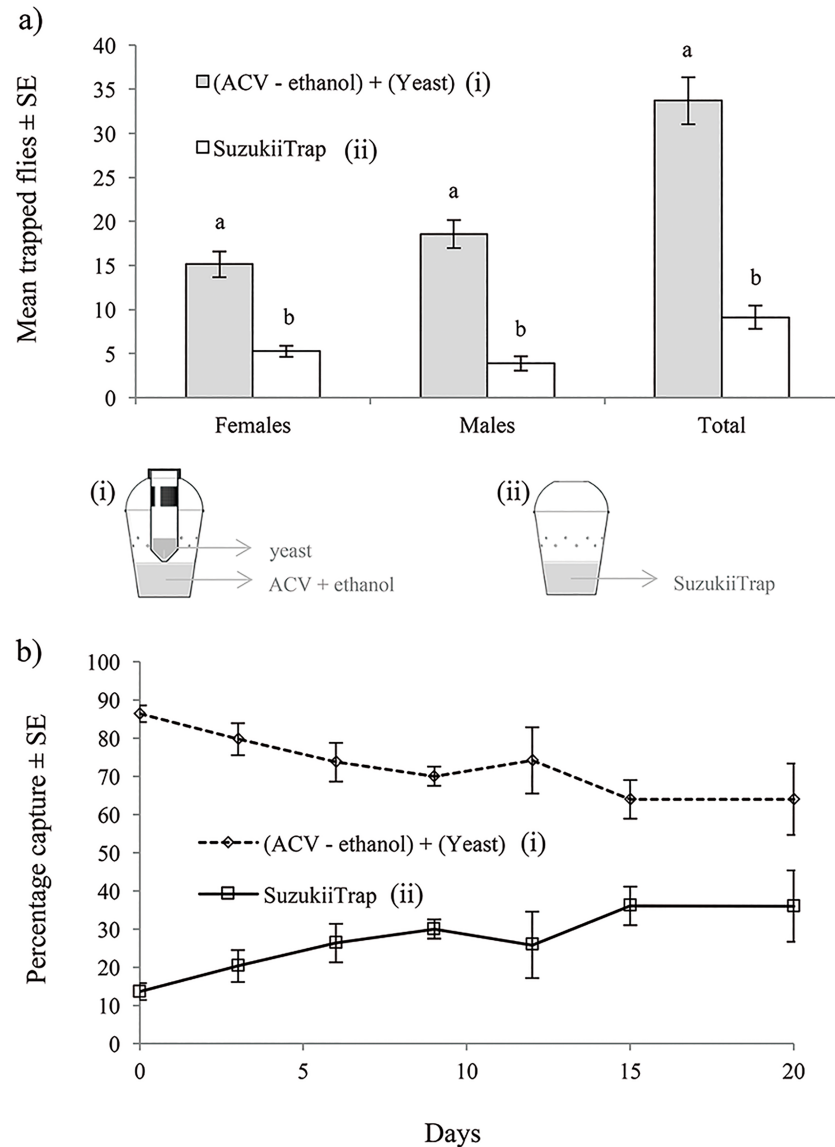 a)
Mean trapped flies ± SE
40
35
30
25
20
15
10
5
0
(ACV - ethanol) + (Yeast) (i)
SuzukiiTrap (ii)
a
b
a
b
a
b
Females Males Total
(i)
yeast
ACV + ethanol
(ii)
SuzukiiTrap
b)
Percentage capture ± SE
100
90
80
70
60
50
40
30
20
10
0
(ACV - ethanol) + (Yeast) (i)
SuzukiiTrap (ii)
0 5 10 15 20
Days